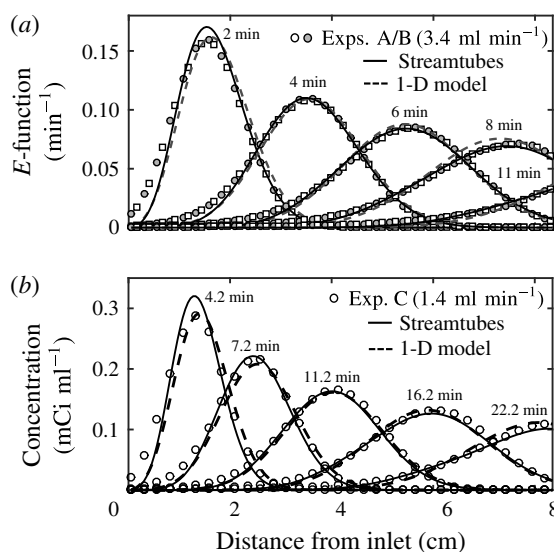 (a)
0.15
0.10
0.05
0
E-function
(min⁻¹)
2 min
4 min
6 min
8 min
11 min
Exps. A/B (3.4 ml min⁻¹)
Streamtubes
1-D model
(b)
0.3
0.2
0.1
0
Concentration
(mCi ml⁻¹)
4.2 min
7.2 min
11.2 min
16.2 min
22.2 min
Exp. C (1.4 ml min⁻¹)
Streamtubes
1-D model
0 2 4 6 8
Distance from inlet (cm)